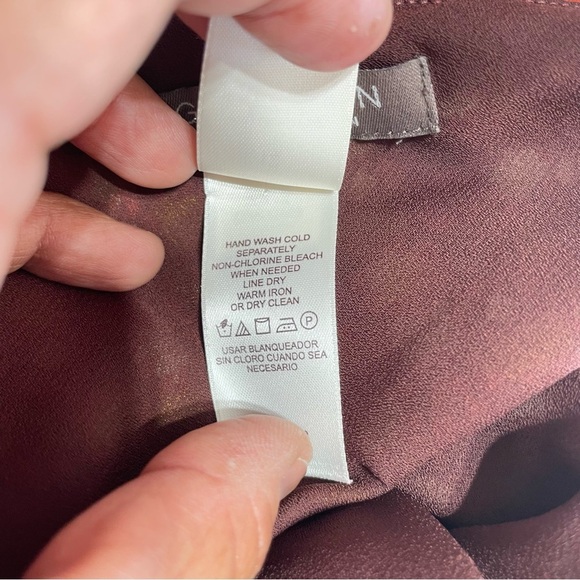 HAND WASH COLD
SEPARATELY
NON-CHLORINE BLEACH
WHEN NEEDED
LINE DRY
WARM IRON
OR DRY CLEAN
P
USAR BLANQUEADOR
SIN CLORO CUANDO SEA
NECESARIO